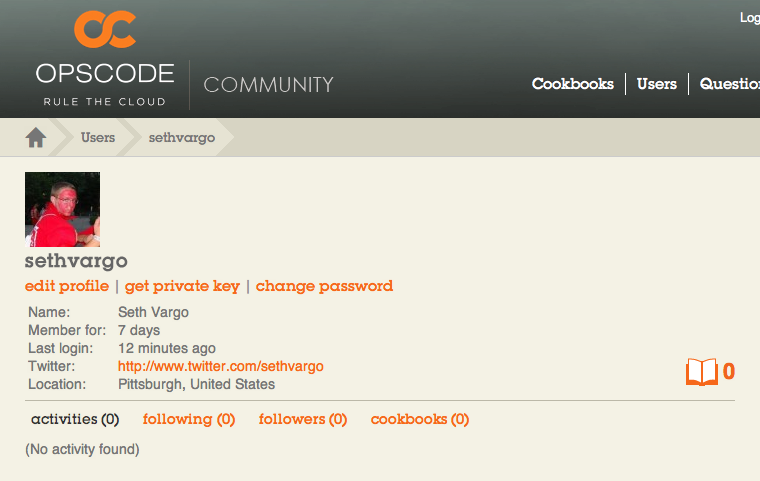 Log
OPSCODE
COMMUNITY
RULE THE CLOUD
Cookbooks Users Question
Users sethvargo
sethvargo
edit profile | get private key | change password
Name: Seth Vargo
Member for: 7 days
Last login: 12 minutes ago
Twitter: http://www.twitter.com/sethvargo
Location: Pittsburgh, United States
0
activities (0) following (0) followers (0) cookbooks (0)
(No activity found)